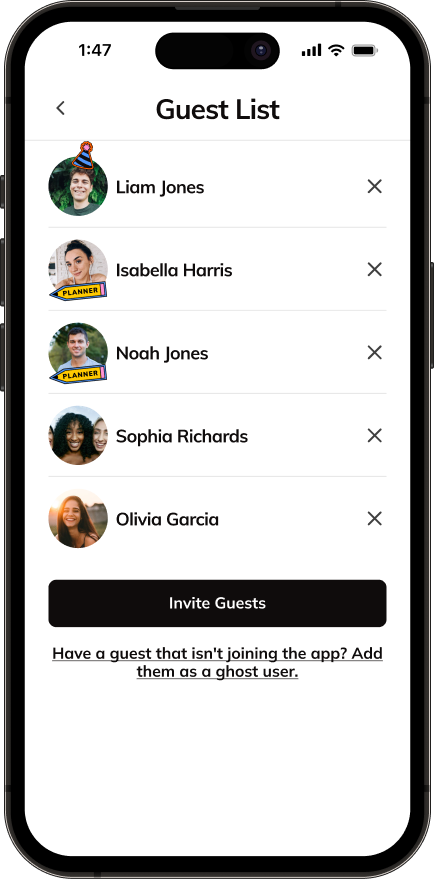 1:47
Guest List
Liam Jones
Isabella Harris
PLANNER
Noah Jones
PLANNER
Sophia Richards
Olivia Garcia
Invite Guests
Have a guest that isn't joining the app? Add
them as a ghost user.